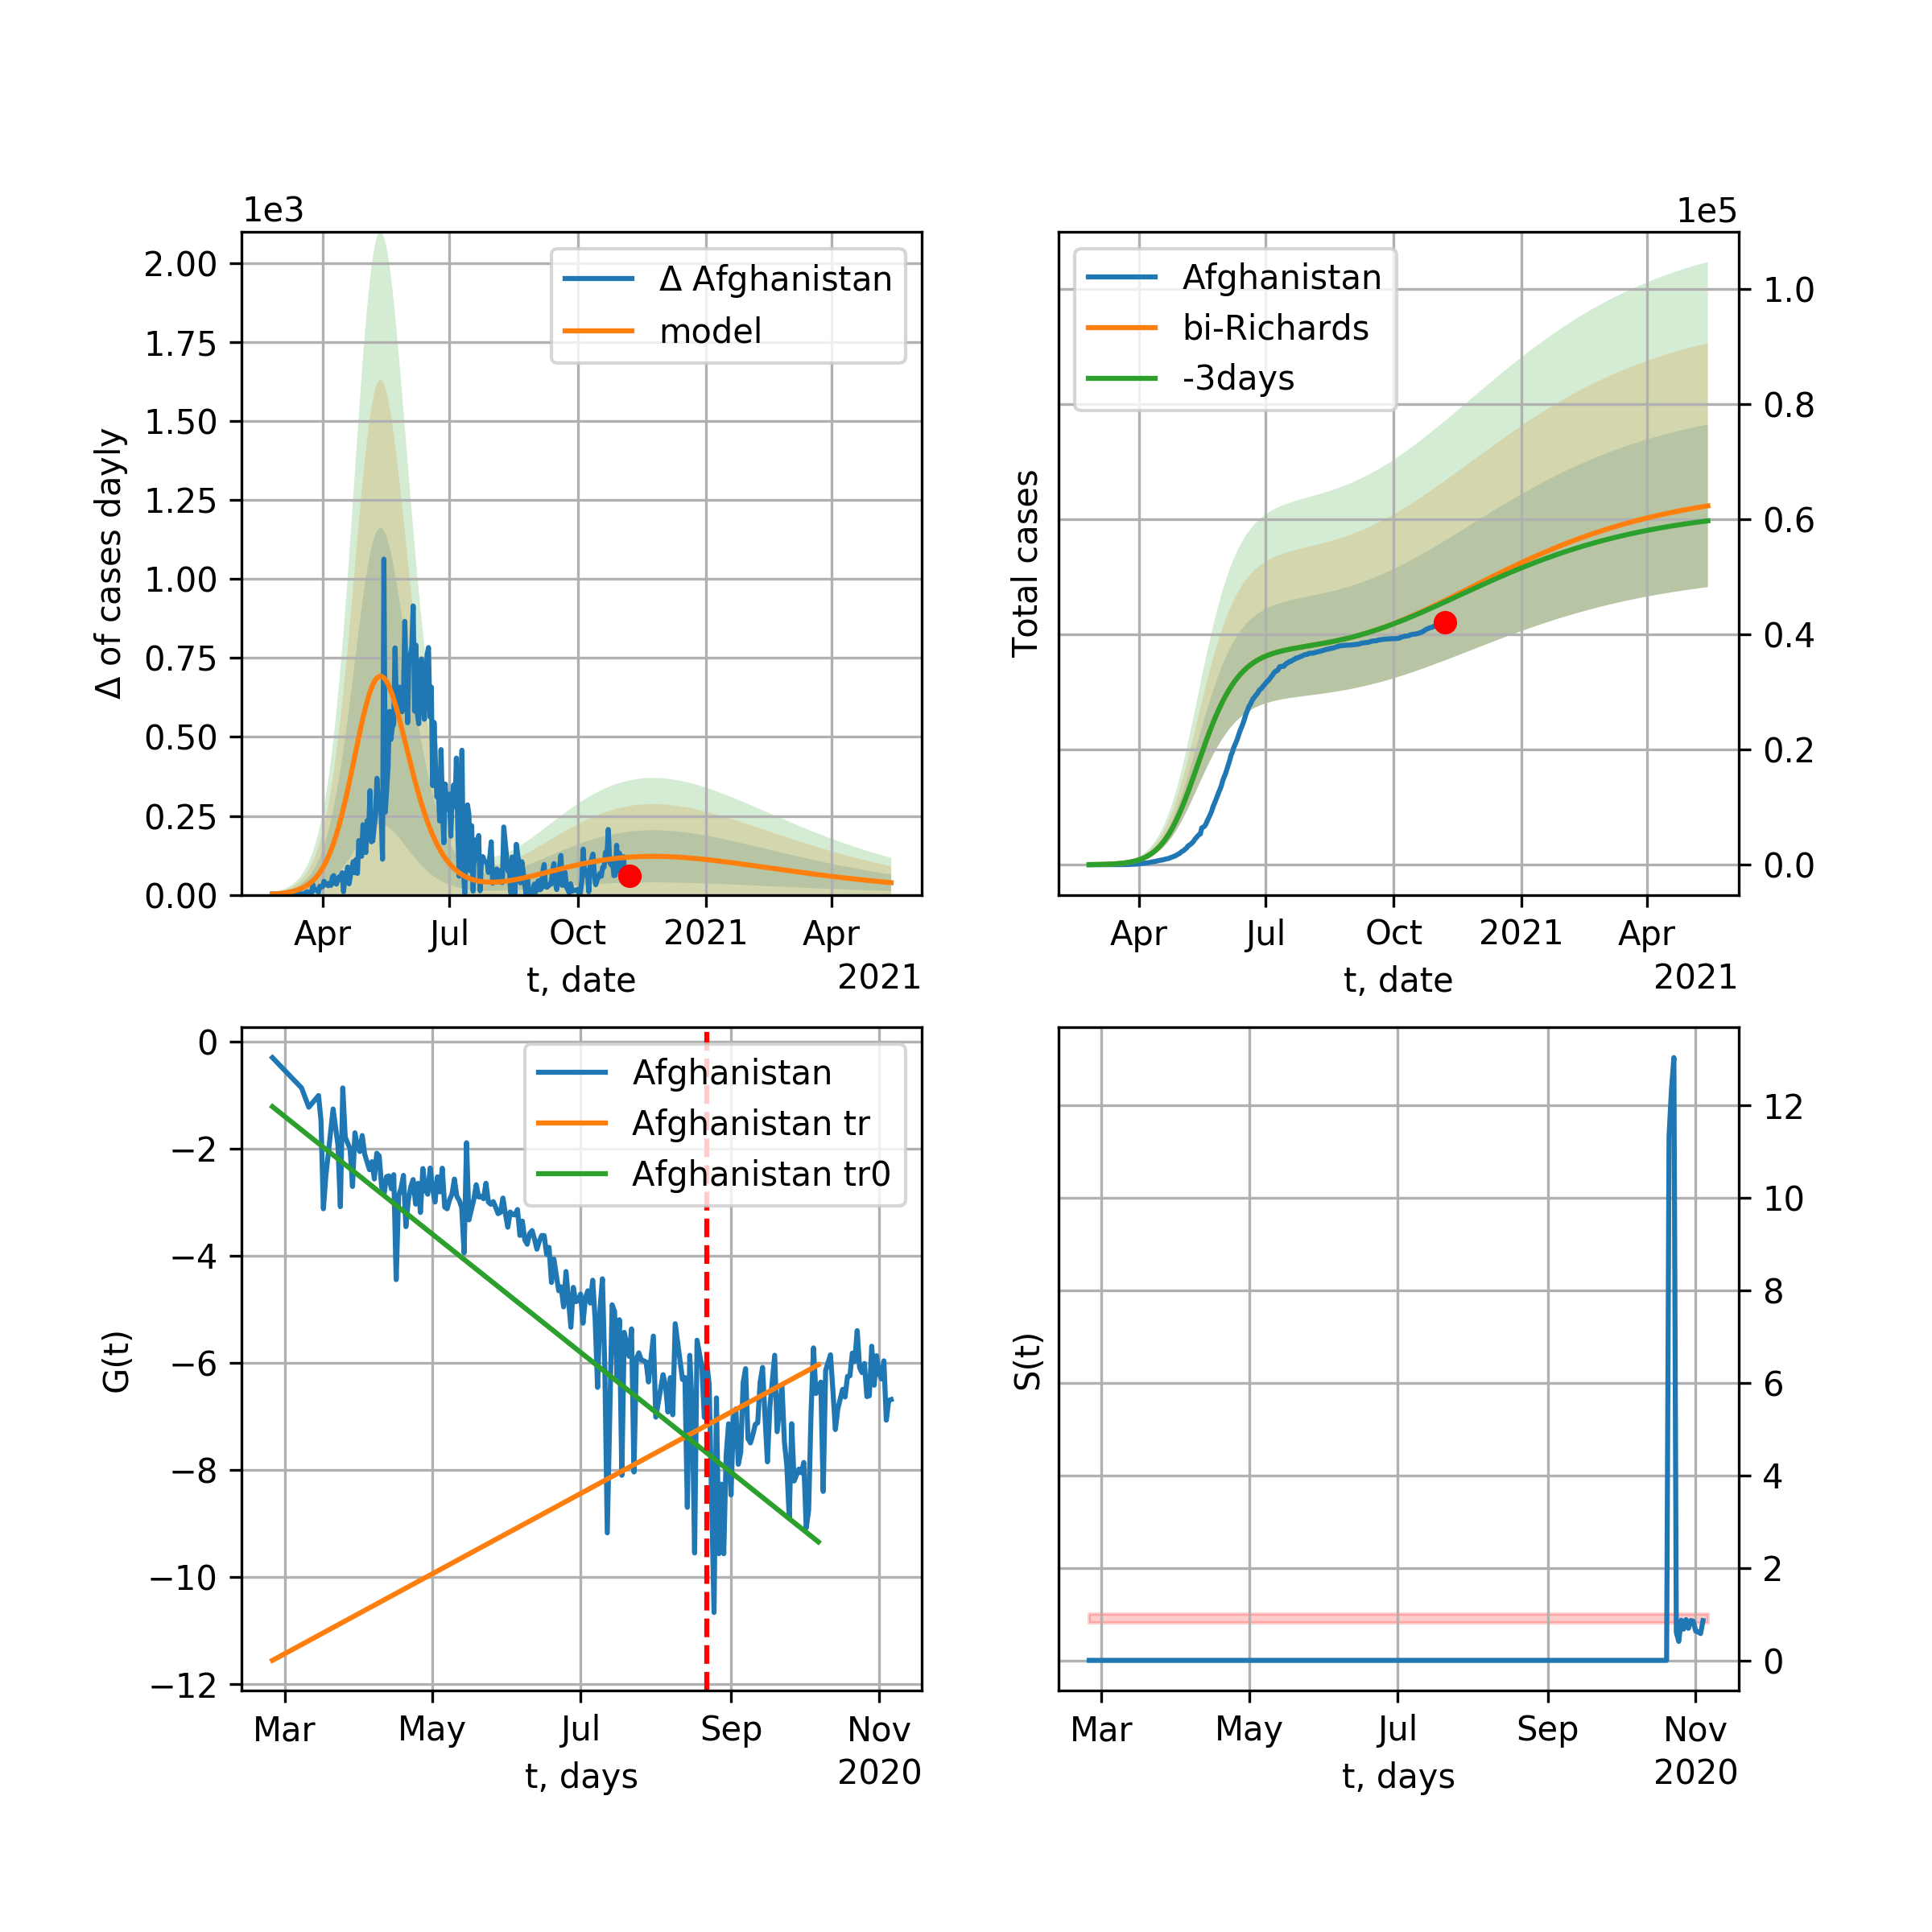 1e3
2.00
1.75
1.50
1.25
1.00
0.75
0.50
0.25
0.00
Δ of cases dayly
Δ Afghanistan
model
Apr Jul Oct 2021 Apr
t, date
2021
1e5
Total cases
Afghanistan
bi-Richards
-3days
1.0
0.8
0.6
0.4
0.2
0.0
Apr Jul Oct 2021 Apr
t, date
2021
0
−2
−4
−6
−8
−10
−12
G(t)
Afghanistan
Afghanistan tr
Afghanistan tr0
Mar May Jul Sep Nov
t, days
2020
S(t)
12
10
8
6
4
2
0
Mar May Jul Sep Nov
t, days
2020